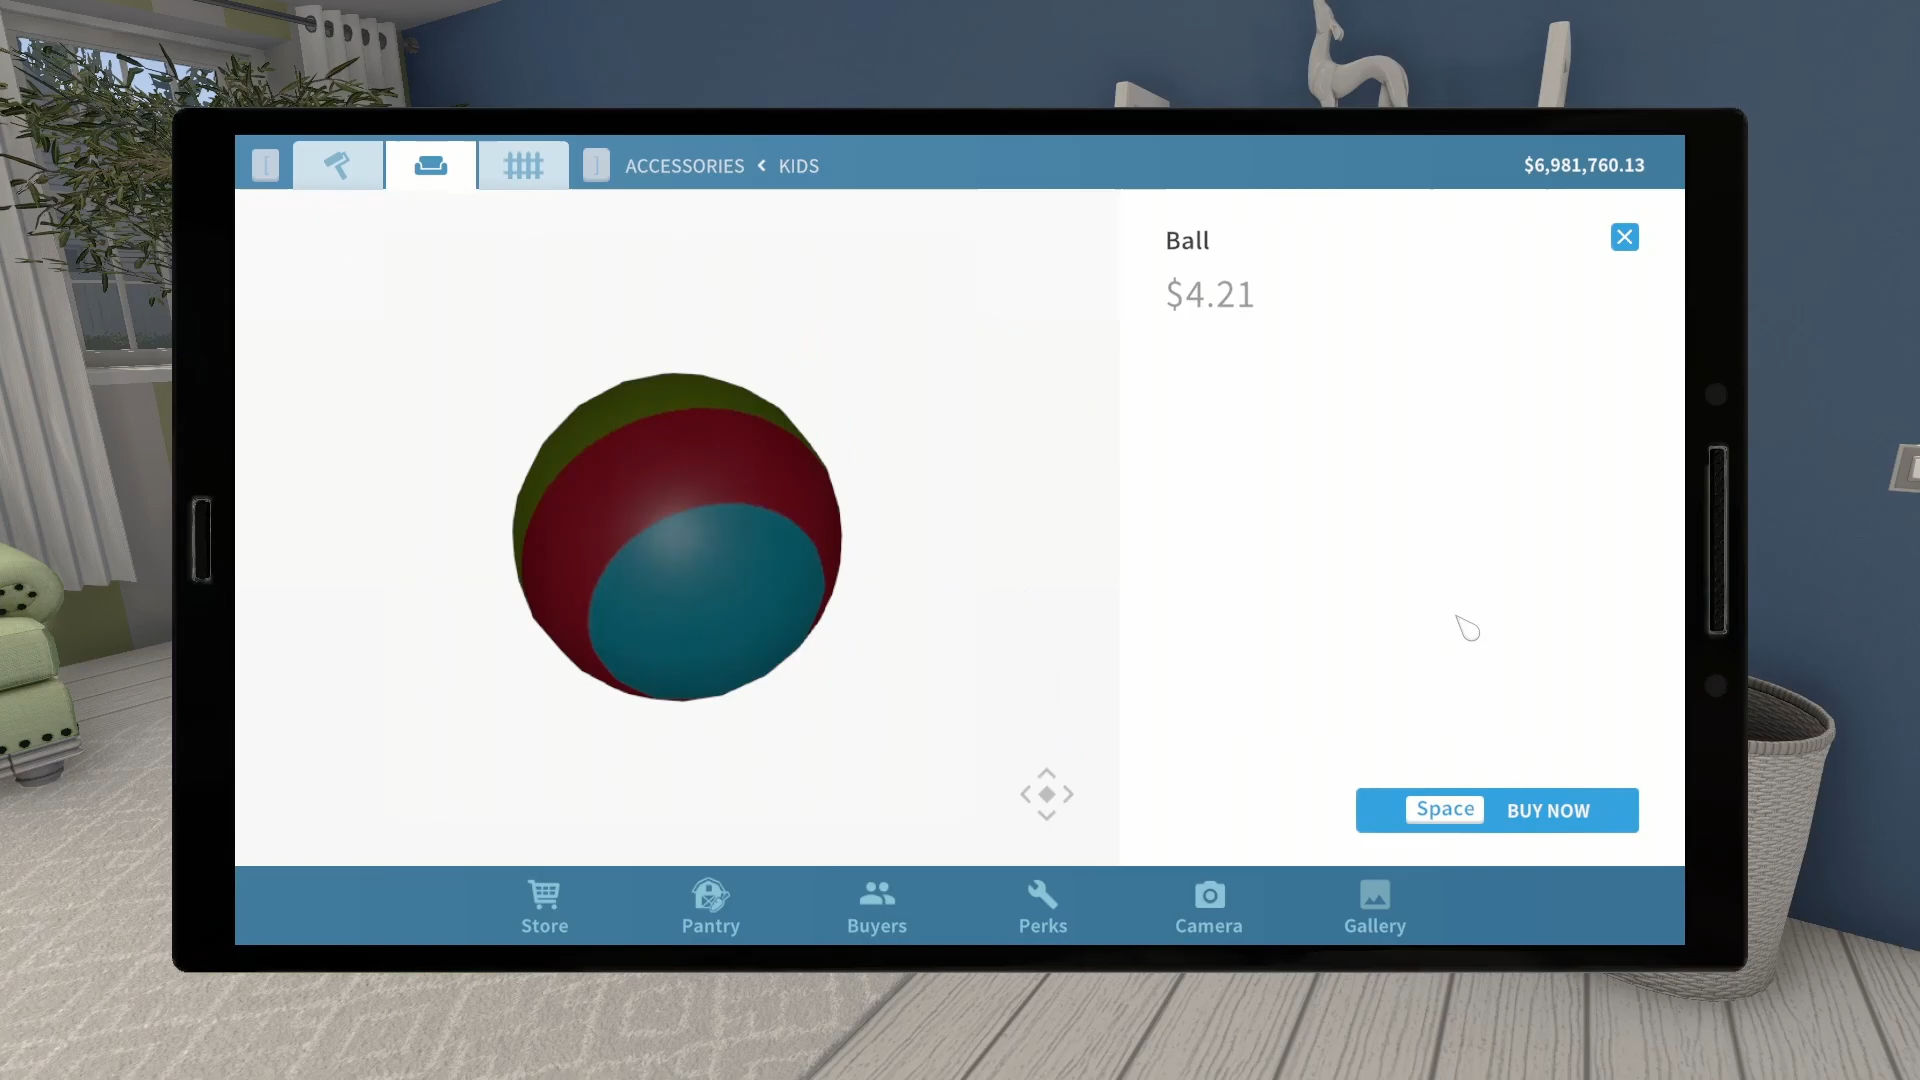 [
]
ACCESSORIES < KIDS
$6,981,760.13
Ball
$4.21
Space
BUY NOW
Store
Pantry
Buyers
Perks
Camera
Gallery